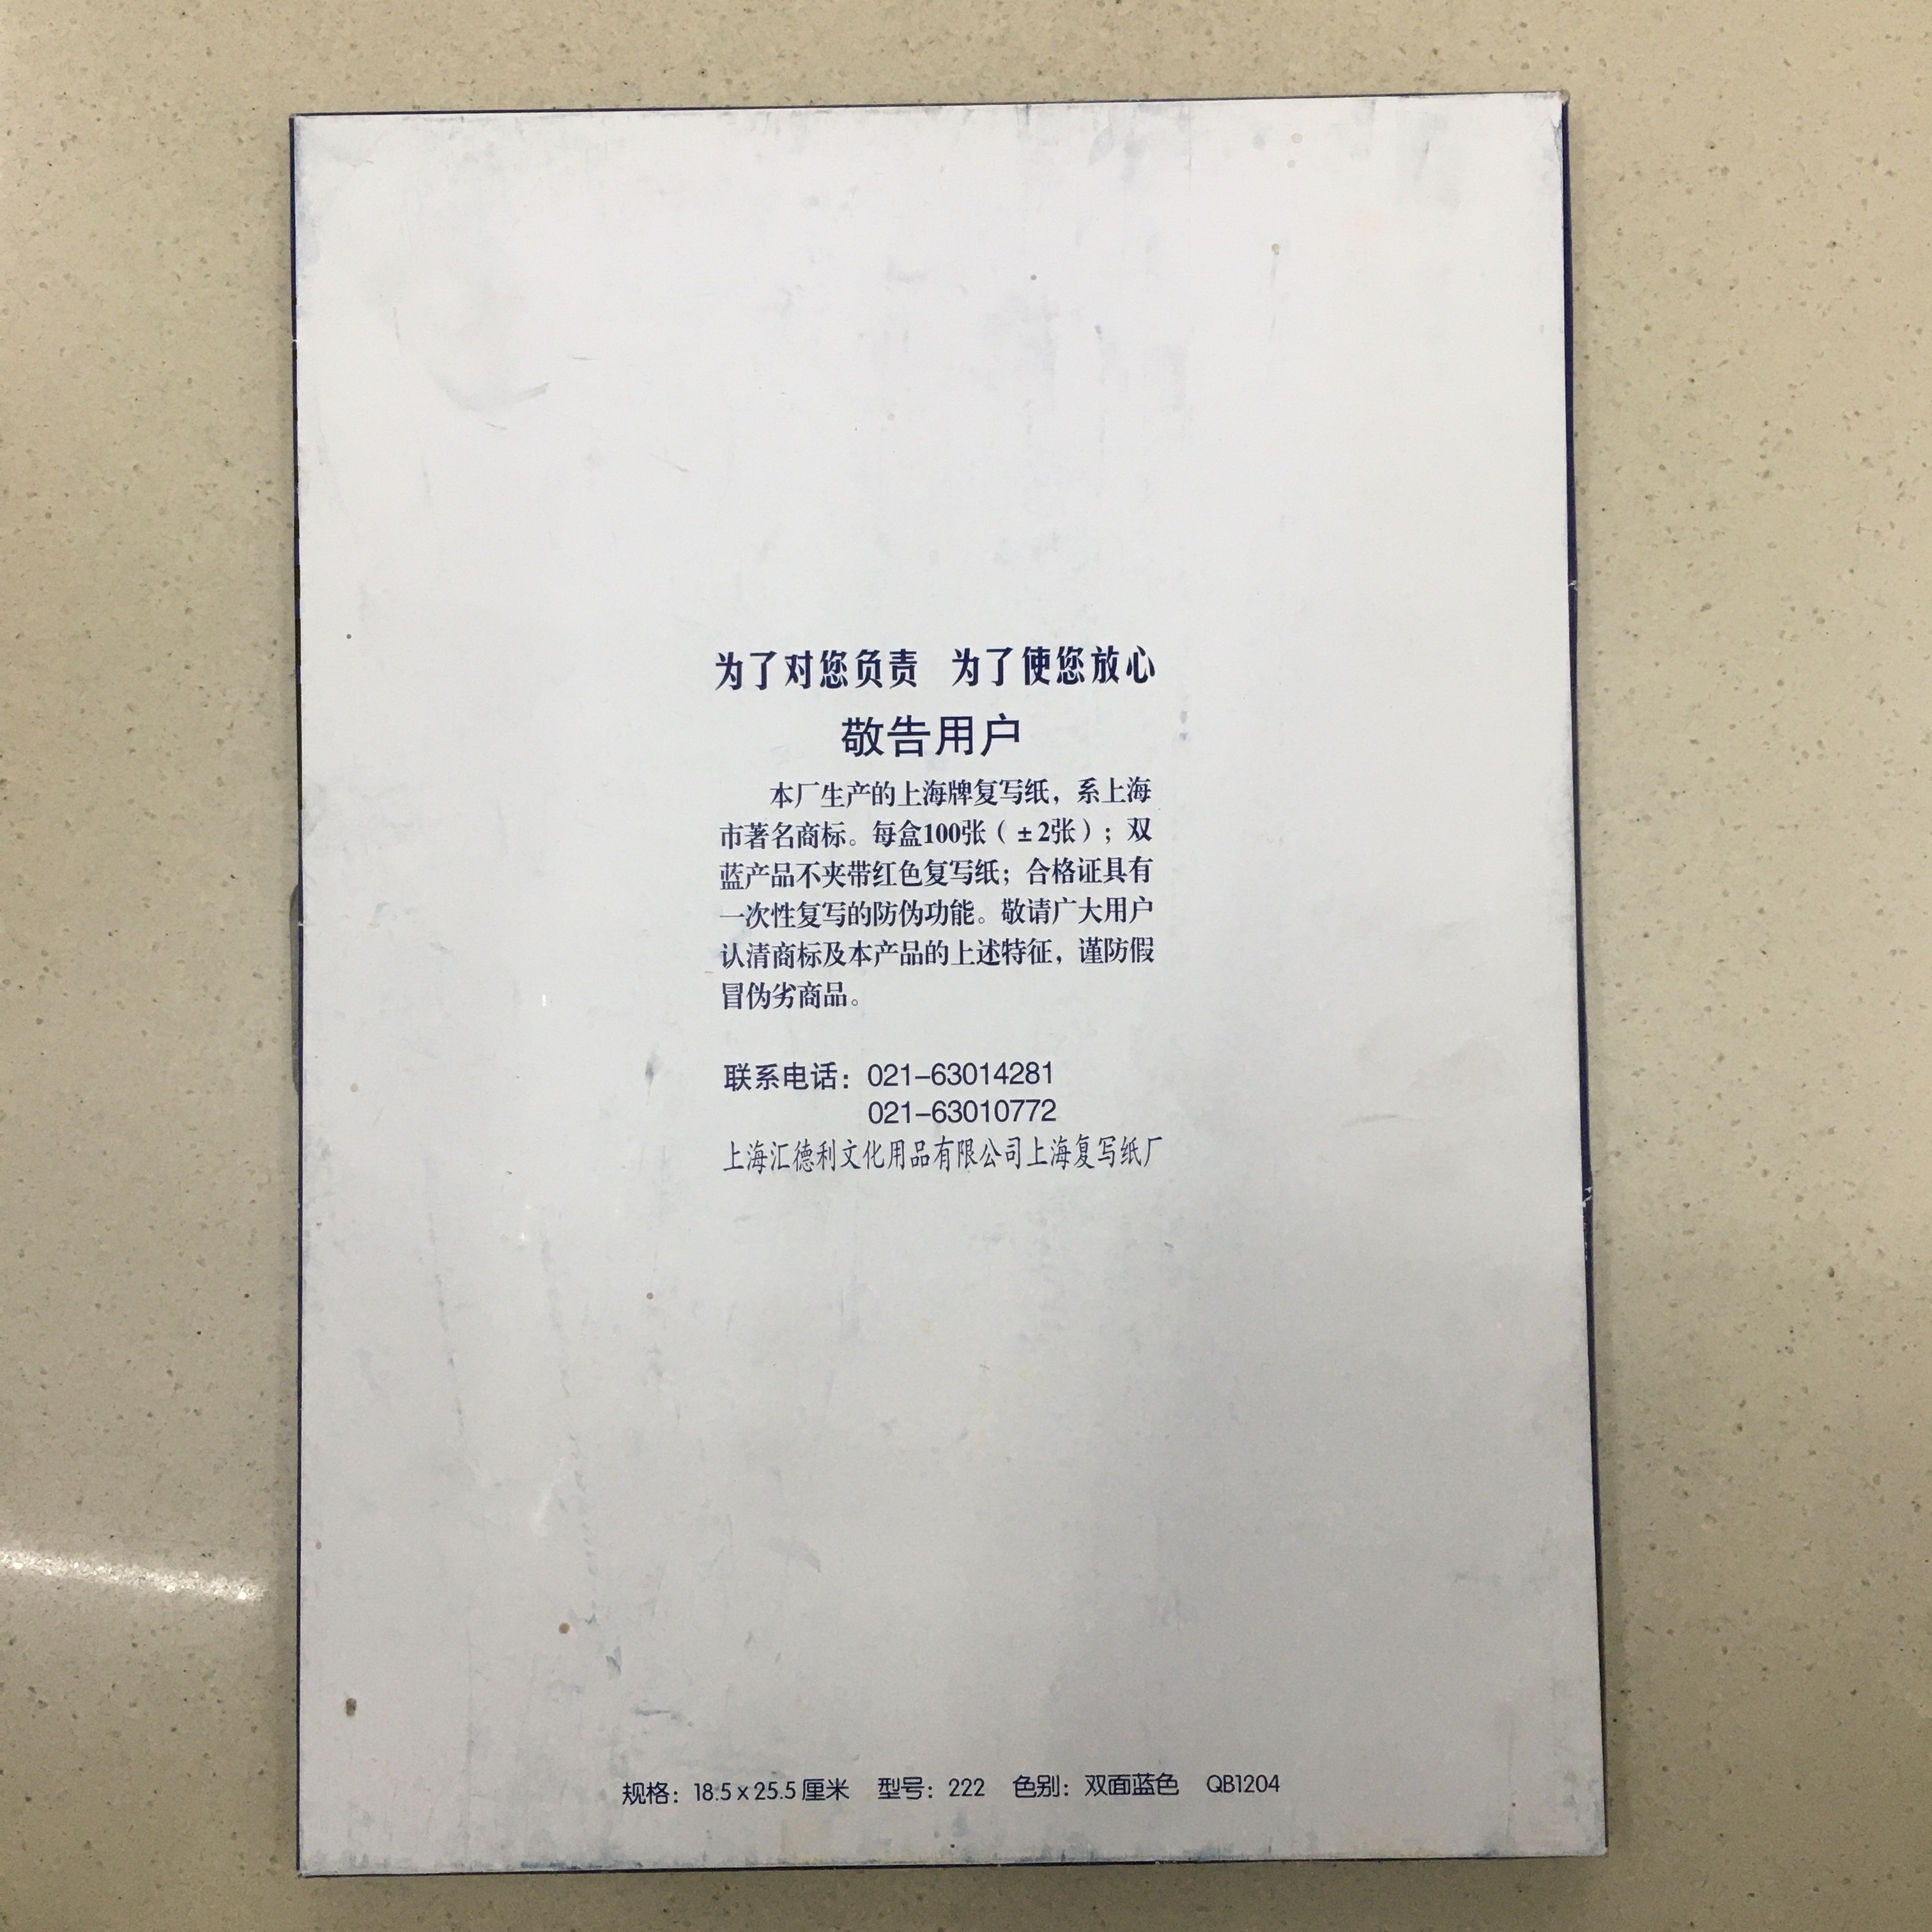 为了对您负责 为了使您放心
敬告用户
本厂生产的上海牌复写纸，系上海
市著名商标。每盒100张（±2张）；双
蓝产品不夹带红色复写纸；合格证具有
一次性复写的防伪功能。敬请广大用户
认清商标及本产品的上述特征，谨防假
冒伪劣商品。
联系电话：021-63014281
021-63010772
上海汇德利文化用品有限公司上海复写纸厂
规格：18.5x25.5厘米 型号：222 色别：双面蓝色 QB1204